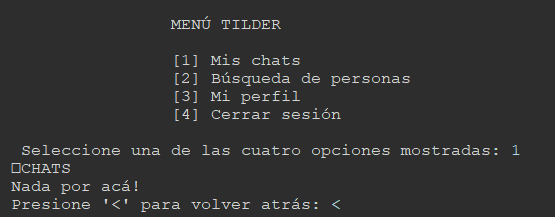 MENÚ TILDER
[1] Mis chats
[2] Búsqueda de personas
[3] Mi perfil
[4] Cerrar sesión
Seleccione una de las cuatro opciones mostradas: 1
□CHATS
Nada por acá!
Presione '<' para volver atrás: <